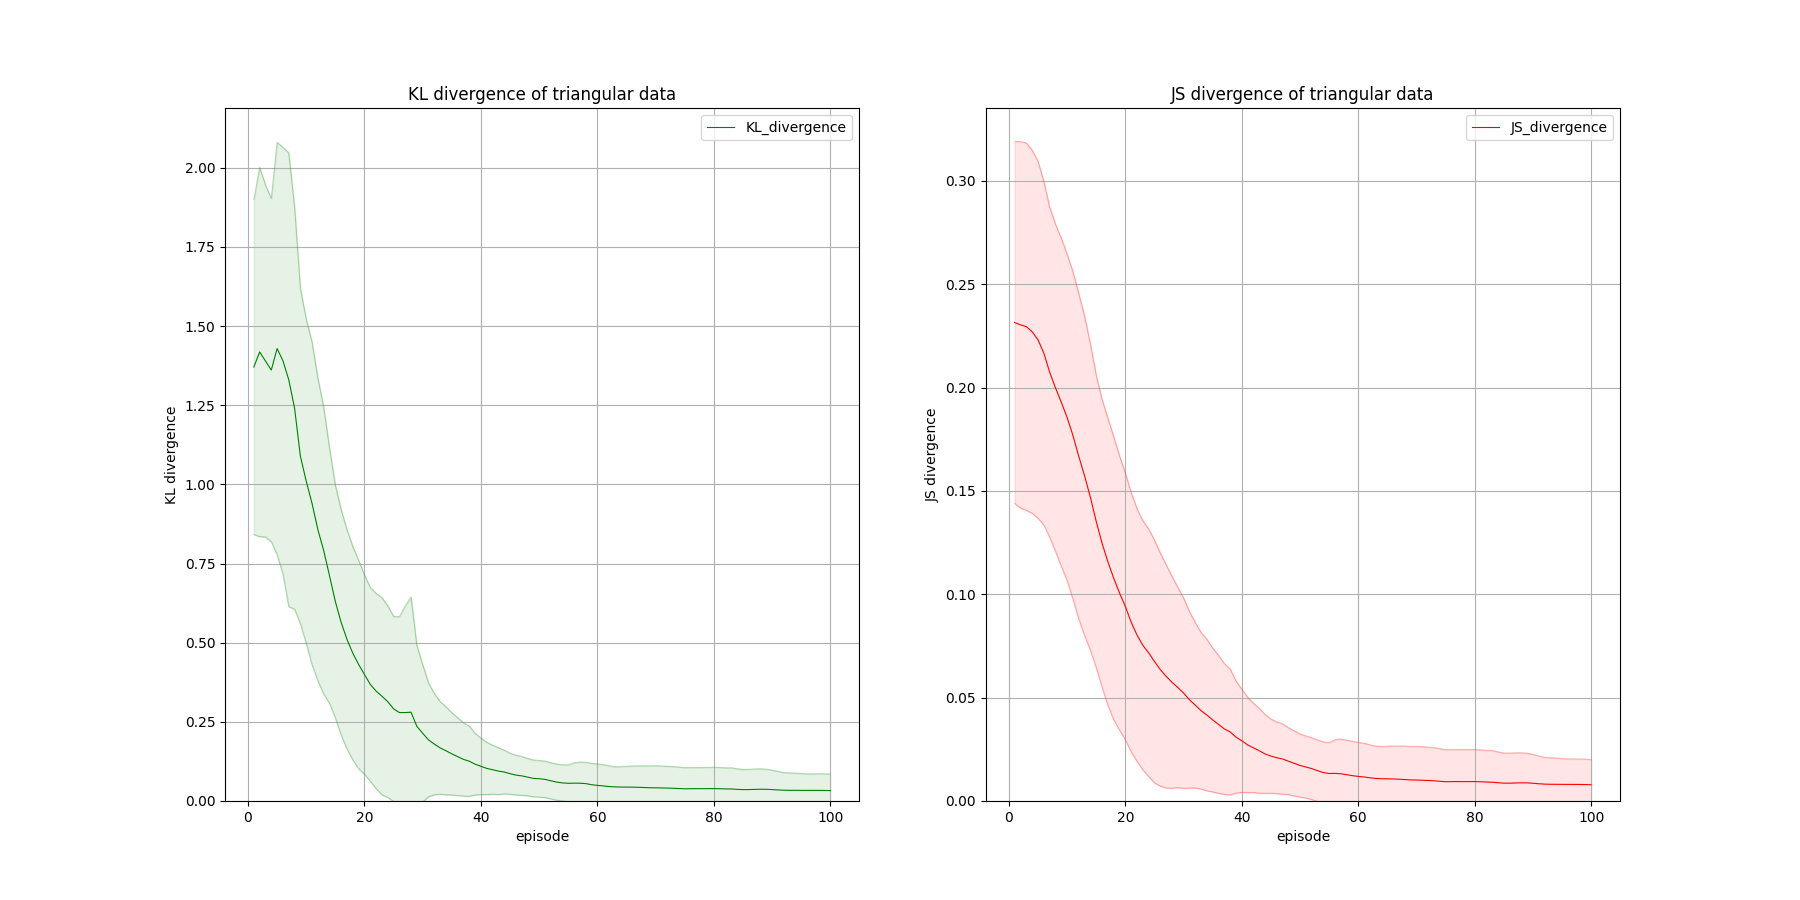 KL divergence of triangular data
KL_divergence
2.00
1.75
1.50
1.25
1.00
0.75
0.50
0.25
0.00
KL divergence
0 20 40 60 80 100
episode
JS divergence of triangular data
JS_divergence
0.30
0.25
0.20
0.15
0.10
0.05
0.00
JS divergence
0 20 40 60 80 100
episode